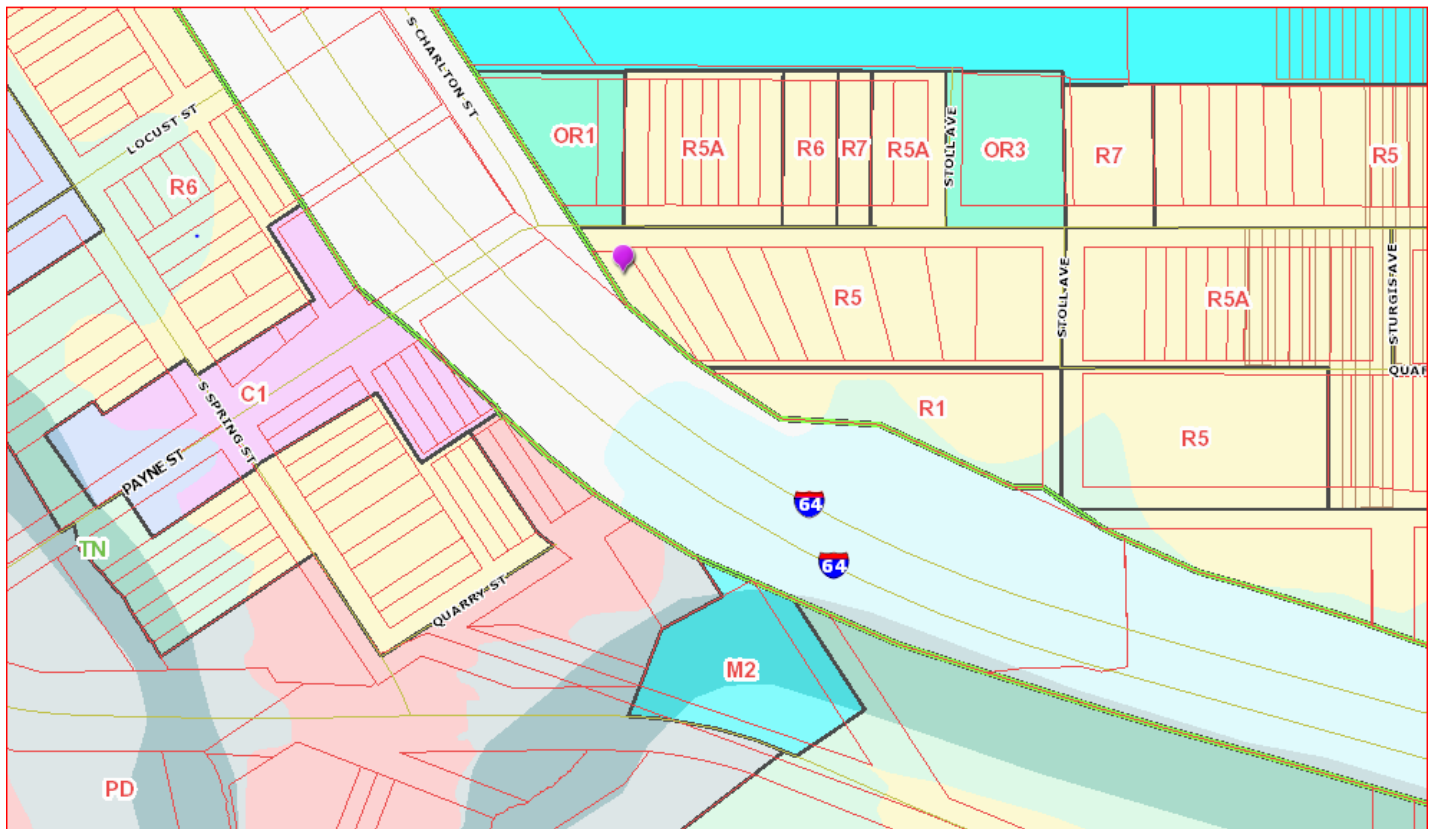 S CHARLTON ST
LOCUST ST
OR1
R5A
R6
R7
R5A
STOLL AVE
OR3
R7
R5
R6
R5
STOLL AVE
R5A
STURGIS AVE
QUAR
C1
S SPRING ST
R1
R5
PAYNE ST
64
TN
64
QUARRY ST
M2
PD